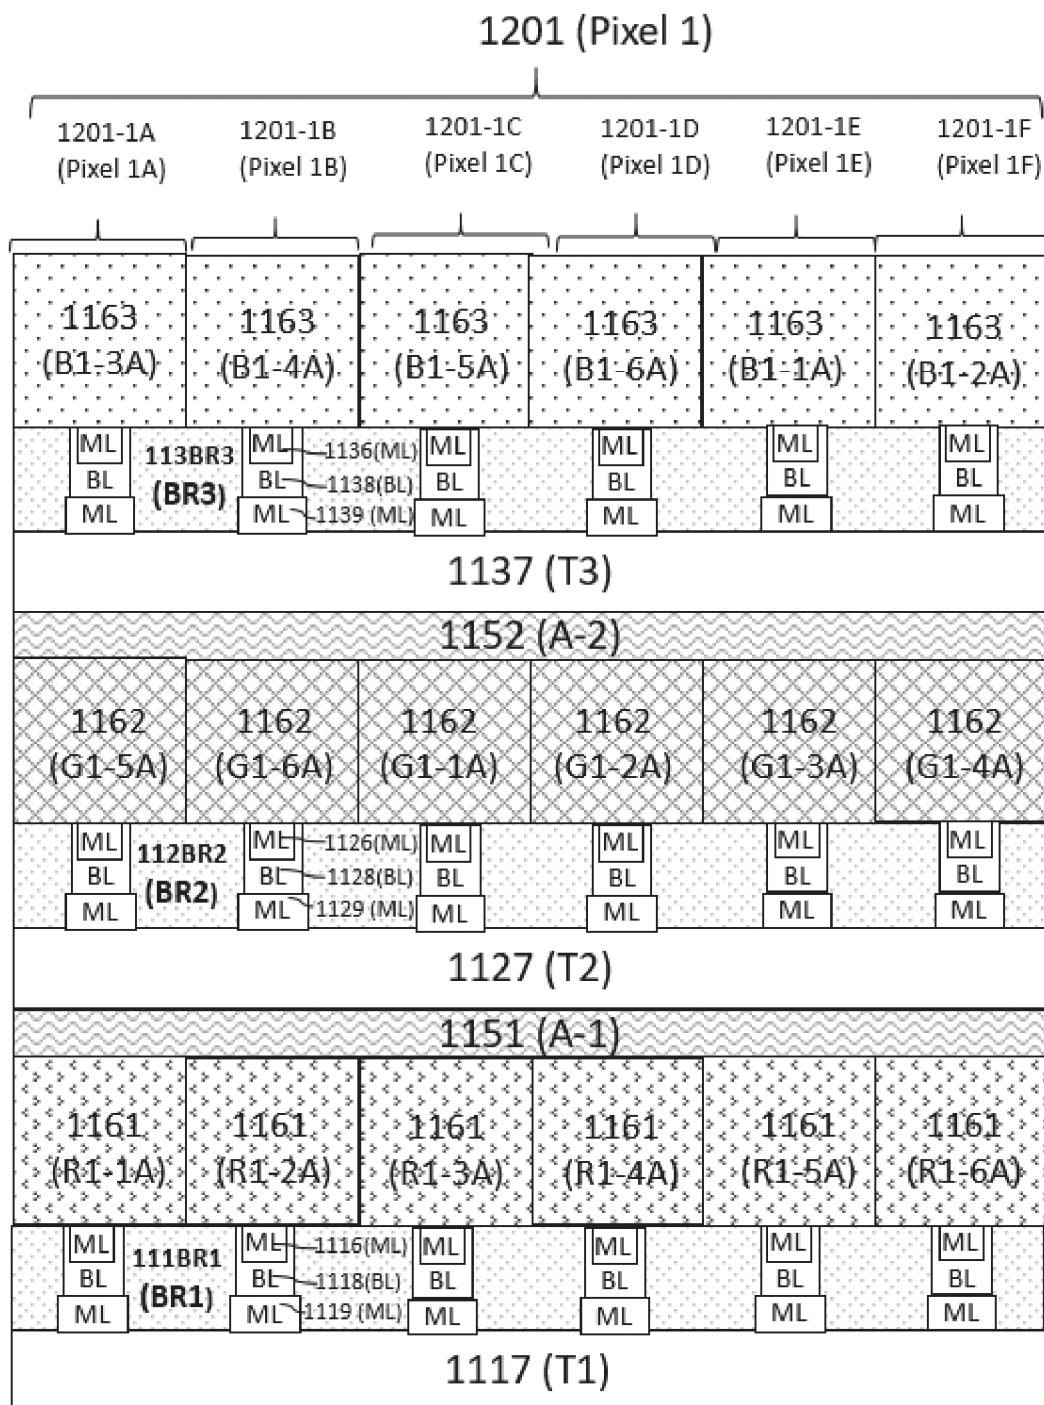 1201 (Pixel 1)
1201-1A 1201-1B 1201-1C 1201-1D 1201-1E 1201-1F
(Pixel 1A) (Pixel 1B) (Pixel 1C) (Pixel 1D) (Pixel 1E) (Pixel 1F)
1163 1163 1163 1163 1163 1163
(B1-3A) (B1-4A) (B1-5A) (B1-6A) (B1-1A) (B1-2A)
ML 113BR3 ML 1136(ML) ML ML ML ML
BL (BR3) BL 1138(BL) BL BL BL BL
ML ML 1139 (ML) ML ML ML ML
1137 (T3)
1152 (A-2)
1162 1162 1162 1162 1162 1162
(G1-5A) (G1-6A) (G1-1A) (G1-2A) (G1-3A) (G1-4A)
ML 112BR2 ML 1126(ML) ML ML ML ML
BL (BR2) BL 1128(BL) BL BL BL BL
ML ML 1129 (ML) ML ML ML ML
1127 (T2)
1151 (A-1)
1161 1161 1161 1161 1161 1161
(R1-1A) (R1-2A) (R1-3A) (R1-4A) (R1-5A) (R1-6A)
ML 111BR1 ML 1116(ML) ML ML ML ML
BL (BR1) BL 1118(BL) BL BL BL BL
ML ML 1119 (ML) ML ML ML ML
1117 (T1)